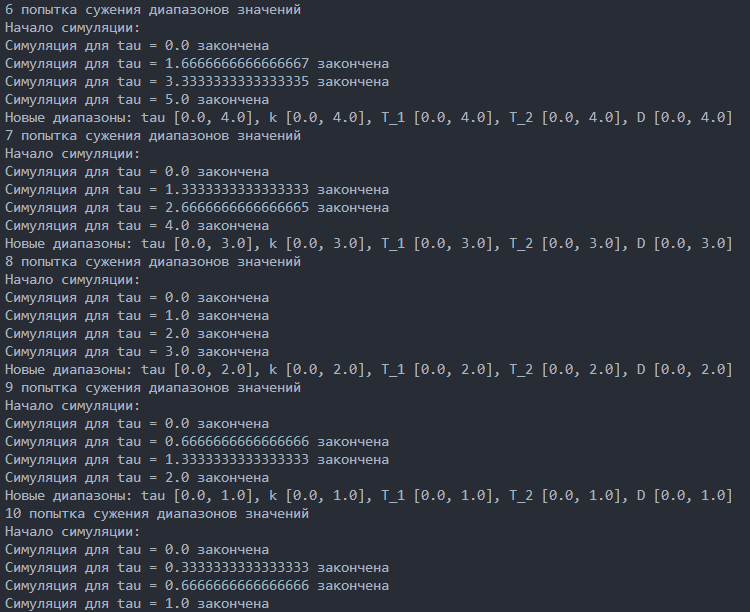 6 попытка сужения диапазонов значений
Начало симуляции:
Симуляция для tau = 0.0 закончена
Симуляция для tau = 1.6666666666666667 закончена
Симуляция для tau = 3.3333333333333335 закончена
Симуляция для tau = 5.0 закончена
Новые диапазоны: tau [0.0, 4.0], k [0.0, 4.0], T_1 [0.0, 4.0], T_2 [0.0, 4.0], D [0.0, 4.0]
7 попытка сужения диапазонов значений
Начало симуляции:
Симуляция для tau = 0.0 закончена
Симуляция для tau = 1.3333333333333333 закончена
Симуляция для tau = 2.6666666666666665 закончена
Симуляция для tau = 4.0 закончена
Новые диапазоны: tau [0.0, 3.0], k [0.0, 3.0], T_1 [0.0, 3.0], T_2 [0.0, 3.0], D [0.0, 3.0]
8 попытка сужения диапазонов значений
Начало симуляции:
Симуляция для tau = 0.0 закончена
Симуляция для tau = 1.0 закончена
Симуляция для tau = 2.0 закончена
Симуляция для tau = 3.0 закончена
Новые диапазоны: tau [0.0, 2.0], k [0.0, 2.0], T_1 [0.0, 2.0], T_2 [0.0, 2.0], D [0.0, 2.0]
9 попытка сужения диапазонов значений
Начало симуляции:
Симуляция для tau = 0.0 закончена
Симуляция для tau = 0.6666666666666666 закончена
Симуляция для tau = 1.3333333333333333 закончена
Симуляция для tau = 2.0 закончена
Новые диапазоны: tau [0.0, 1.0], k [0.0, 1.0], T_1 [0.0, 1.0], T_2 [0.0, 1.0], D [0.0, 1.0]
10 попытка сужения диапазонов значений
Начало симуляции:
Симуляция для tau = 0.0 закончена
Симуляция для tau = 0.3333333333333333 закончена
Симуляция для tau = 0.6666666666666666 закончена
Симуляция для tau = 1.0 закончена